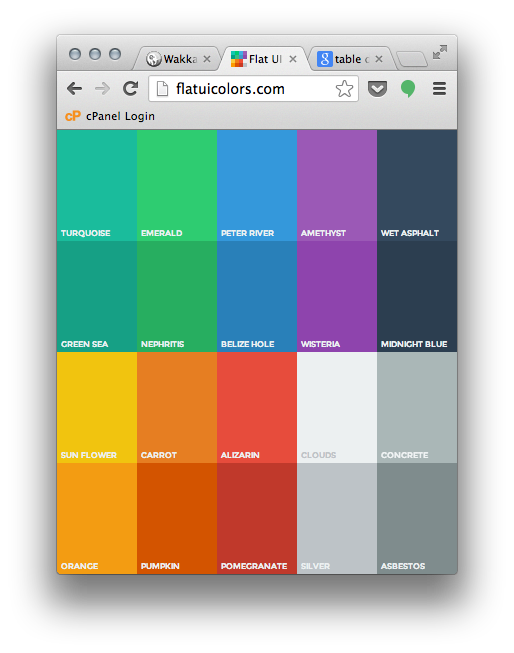 Wakka Flat UI table
flatuicolors.com
cP cPanel Login
TURQUOISE EMERALD PETER RIVER AMETHYST WET ASPHALT
GREEN SEA NEPHRITIS BELIZE HOLE WISTERIA MIDNIGHT BLUE
SUN FLOWER CARROT ALIZARIN CLOUDS CONCRETE
ORANGE PUMPKIN POMEGRANATE SILVER ASBESTOS